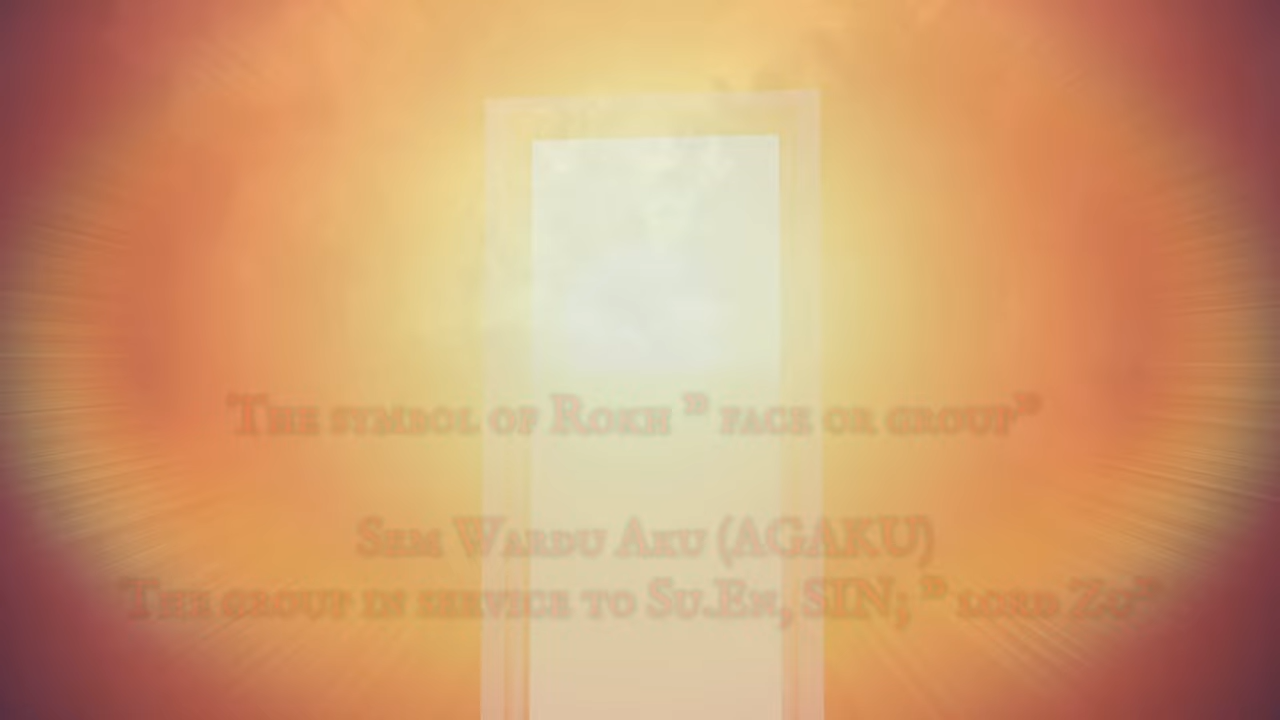 The symbol of Rokh " face or group"
Sem Wardu Aku (AGAKU)
The group in service to Su.En, SIN; " lord Zu"